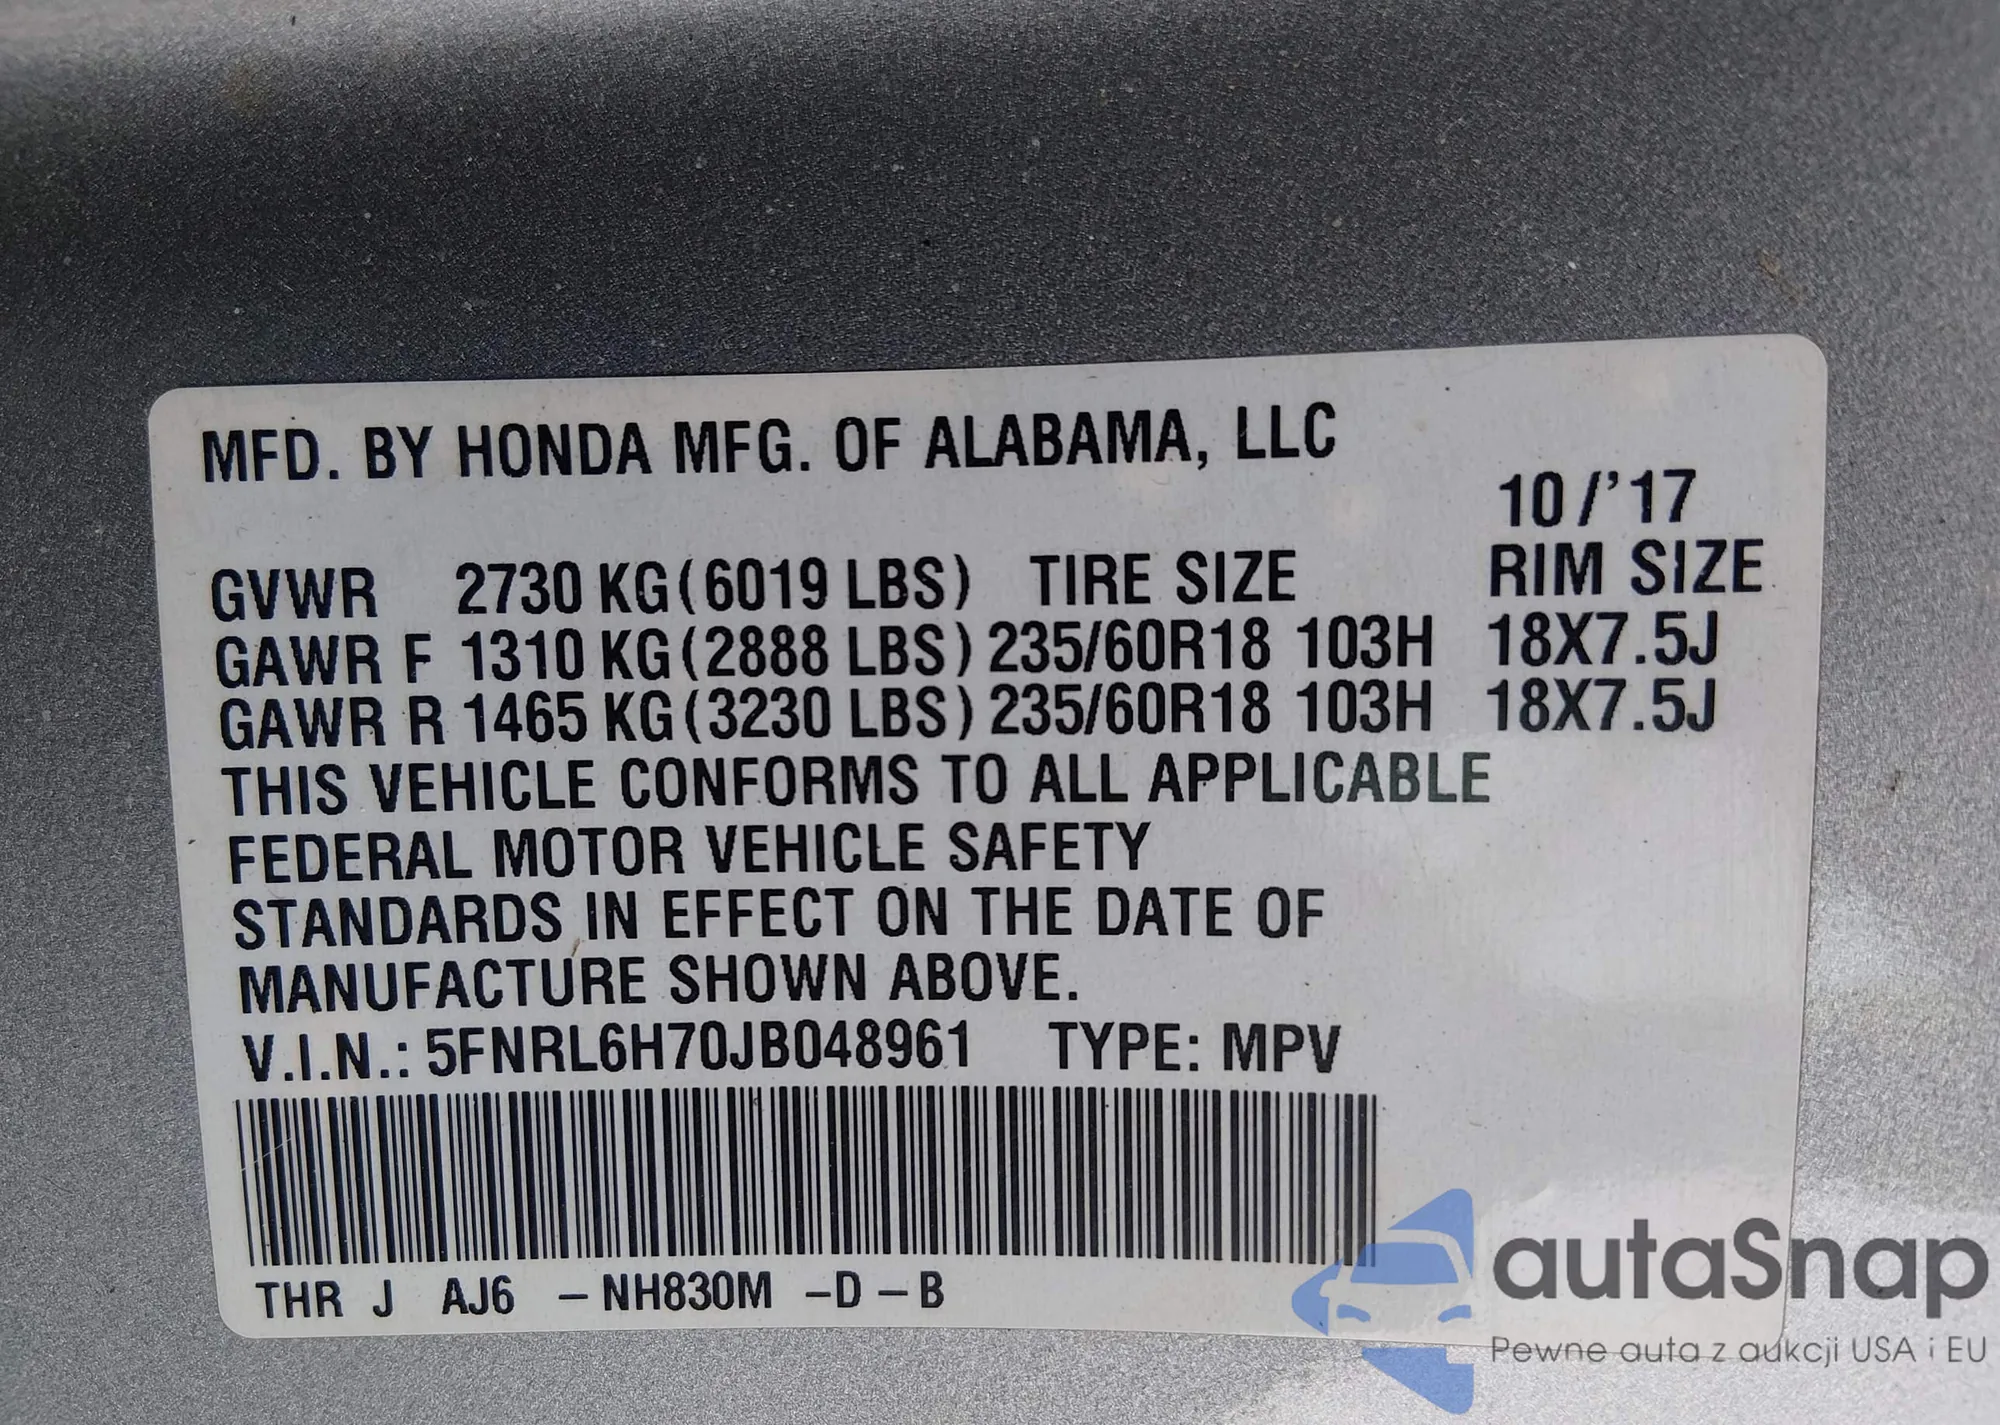 MFD. BY HONDA MFG. OF ALABAMA, LLC
10/'17
GVWR 2730 KG(6019 LBS) TIRE SIZE RIM SIZE
GAWR F 1310 KG(2888 LBS) 235/60R18 103H 18X7.5J
GAWR R 1465 KG(3230 LBS) 235/60R18 103H 18X7.5J
THIS VEHICLE CONFORMS TO ALL APPLICABLE
FEDERAL MOTOR VEHICLE SAFETY
STANDARDS IN EFFECT ON THE DATE OF
MANUFACTURE SHOWN ABOVE.
V.I.N.: 5FNRL6H70JB048961 TYPE: MPV
THR J AJ6 -NH830M -D-B
autaSnap
Pewne auta z aukcji USA i EU